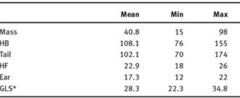 Mean Min Max
Mass 40.8 15 98
HB 108.1 76 155
Tail 102.1 70 174
HF 22.9 18 26
Ear 17.3 12 22
GLS* 28.3 22.3 34.8